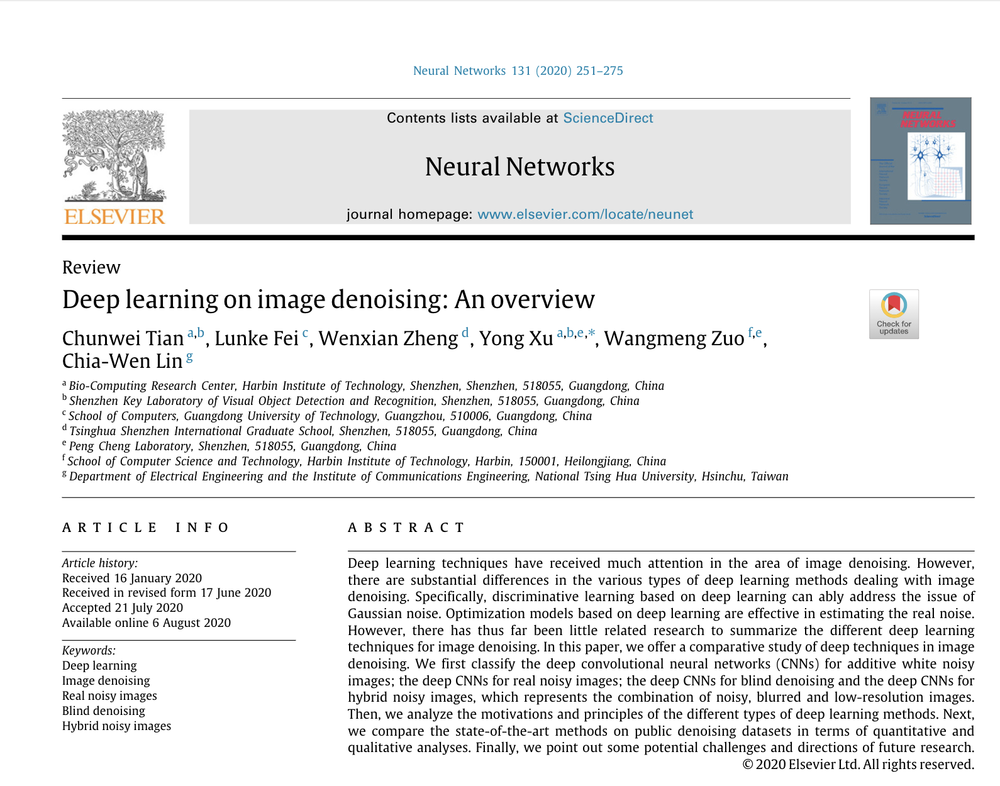 Neural Networks 131 (2020) 251–275
Contents lists available at ScienceDirect
Neural Networks
journal homepage: www.elsevier.com/locate/neunet
NON SOLUS
ELSEVIER
NEURAL
NETWORKS
Review
Deep learning on image denoising: An overview
Check for
updates
Chunwei Tian a,b, Lunke Fei c, Wenxian Zheng d, Yong Xu a,b,e,*, Wangmeng Zuo f,e,
Chia-Wen Lin g
a Bio-Computing Research Center, Harbin Institute of Technology, Shenzhen, Shenzhen, 518055, Guangdong, China
b Shenzhen Key Laboratory of Visual Object Detection and Recognition, Shenzhen, 518055, Guangdong, China
c School of Computers, Guangdong University of Technology, Guangzhou, 510006, Guangdong, China
d Tsinghua Shenzhen International Graduate School, Shenzhen, 518055, Guangdong, China
e Peng Cheng Laboratory, Shenzhen, 518055, Guangdong, China
f School of Computer Science and Technology, Harbin Institute of Technology, Harbin, 150001, Heilongjiang, China
g Department of Electrical Engineering and the Institute of Communications Engineering, National Tsing Hua University, Hsinchu, Taiwan
ARTICLE INFO
Article history:
Received 16 January 2020
Received in revised form 17 June 2020
Accepted 21 July 2020
Available online 6 August 2020
Keywords:
Deep learning
Image denoising
Real noisy images
Blind denoising
Hybrid noisy images
ABSTRACT
Deep learning techniques have received much attention in the area of image denoising. However,
there are substantial differences in the various types of deep learning methods dealing with image
denoising. Specifically, discriminative learning based on deep learning can ably address the issue of
Gaussian noise. Optimization models based on deep learning are effective in estimating the real noise.
However, there has thus far been little related research to summarize the different deep learning
techniques for image denoising. In this paper, we offer a comparative study of deep techniques in image
denoising. We first classify the deep convolutional neural networks (CNNs) for additive white noisy
images; the deep CNNs for real noisy images; the deep CNNs for blind denoising and the deep CNNs for
hybrid noisy images, which represents the combination of noisy, blurred and low-resolution images.
Then, we analyze the motivations and principles of the different types of deep learning methods. Next,
we compare the state-of-the-art methods on public denoising datasets in terms of quantitative and
qualitative analyses. Finally, we point out some potential challenges and directions of future research.
© 2020 Elsevier Ltd. All rights reserved.